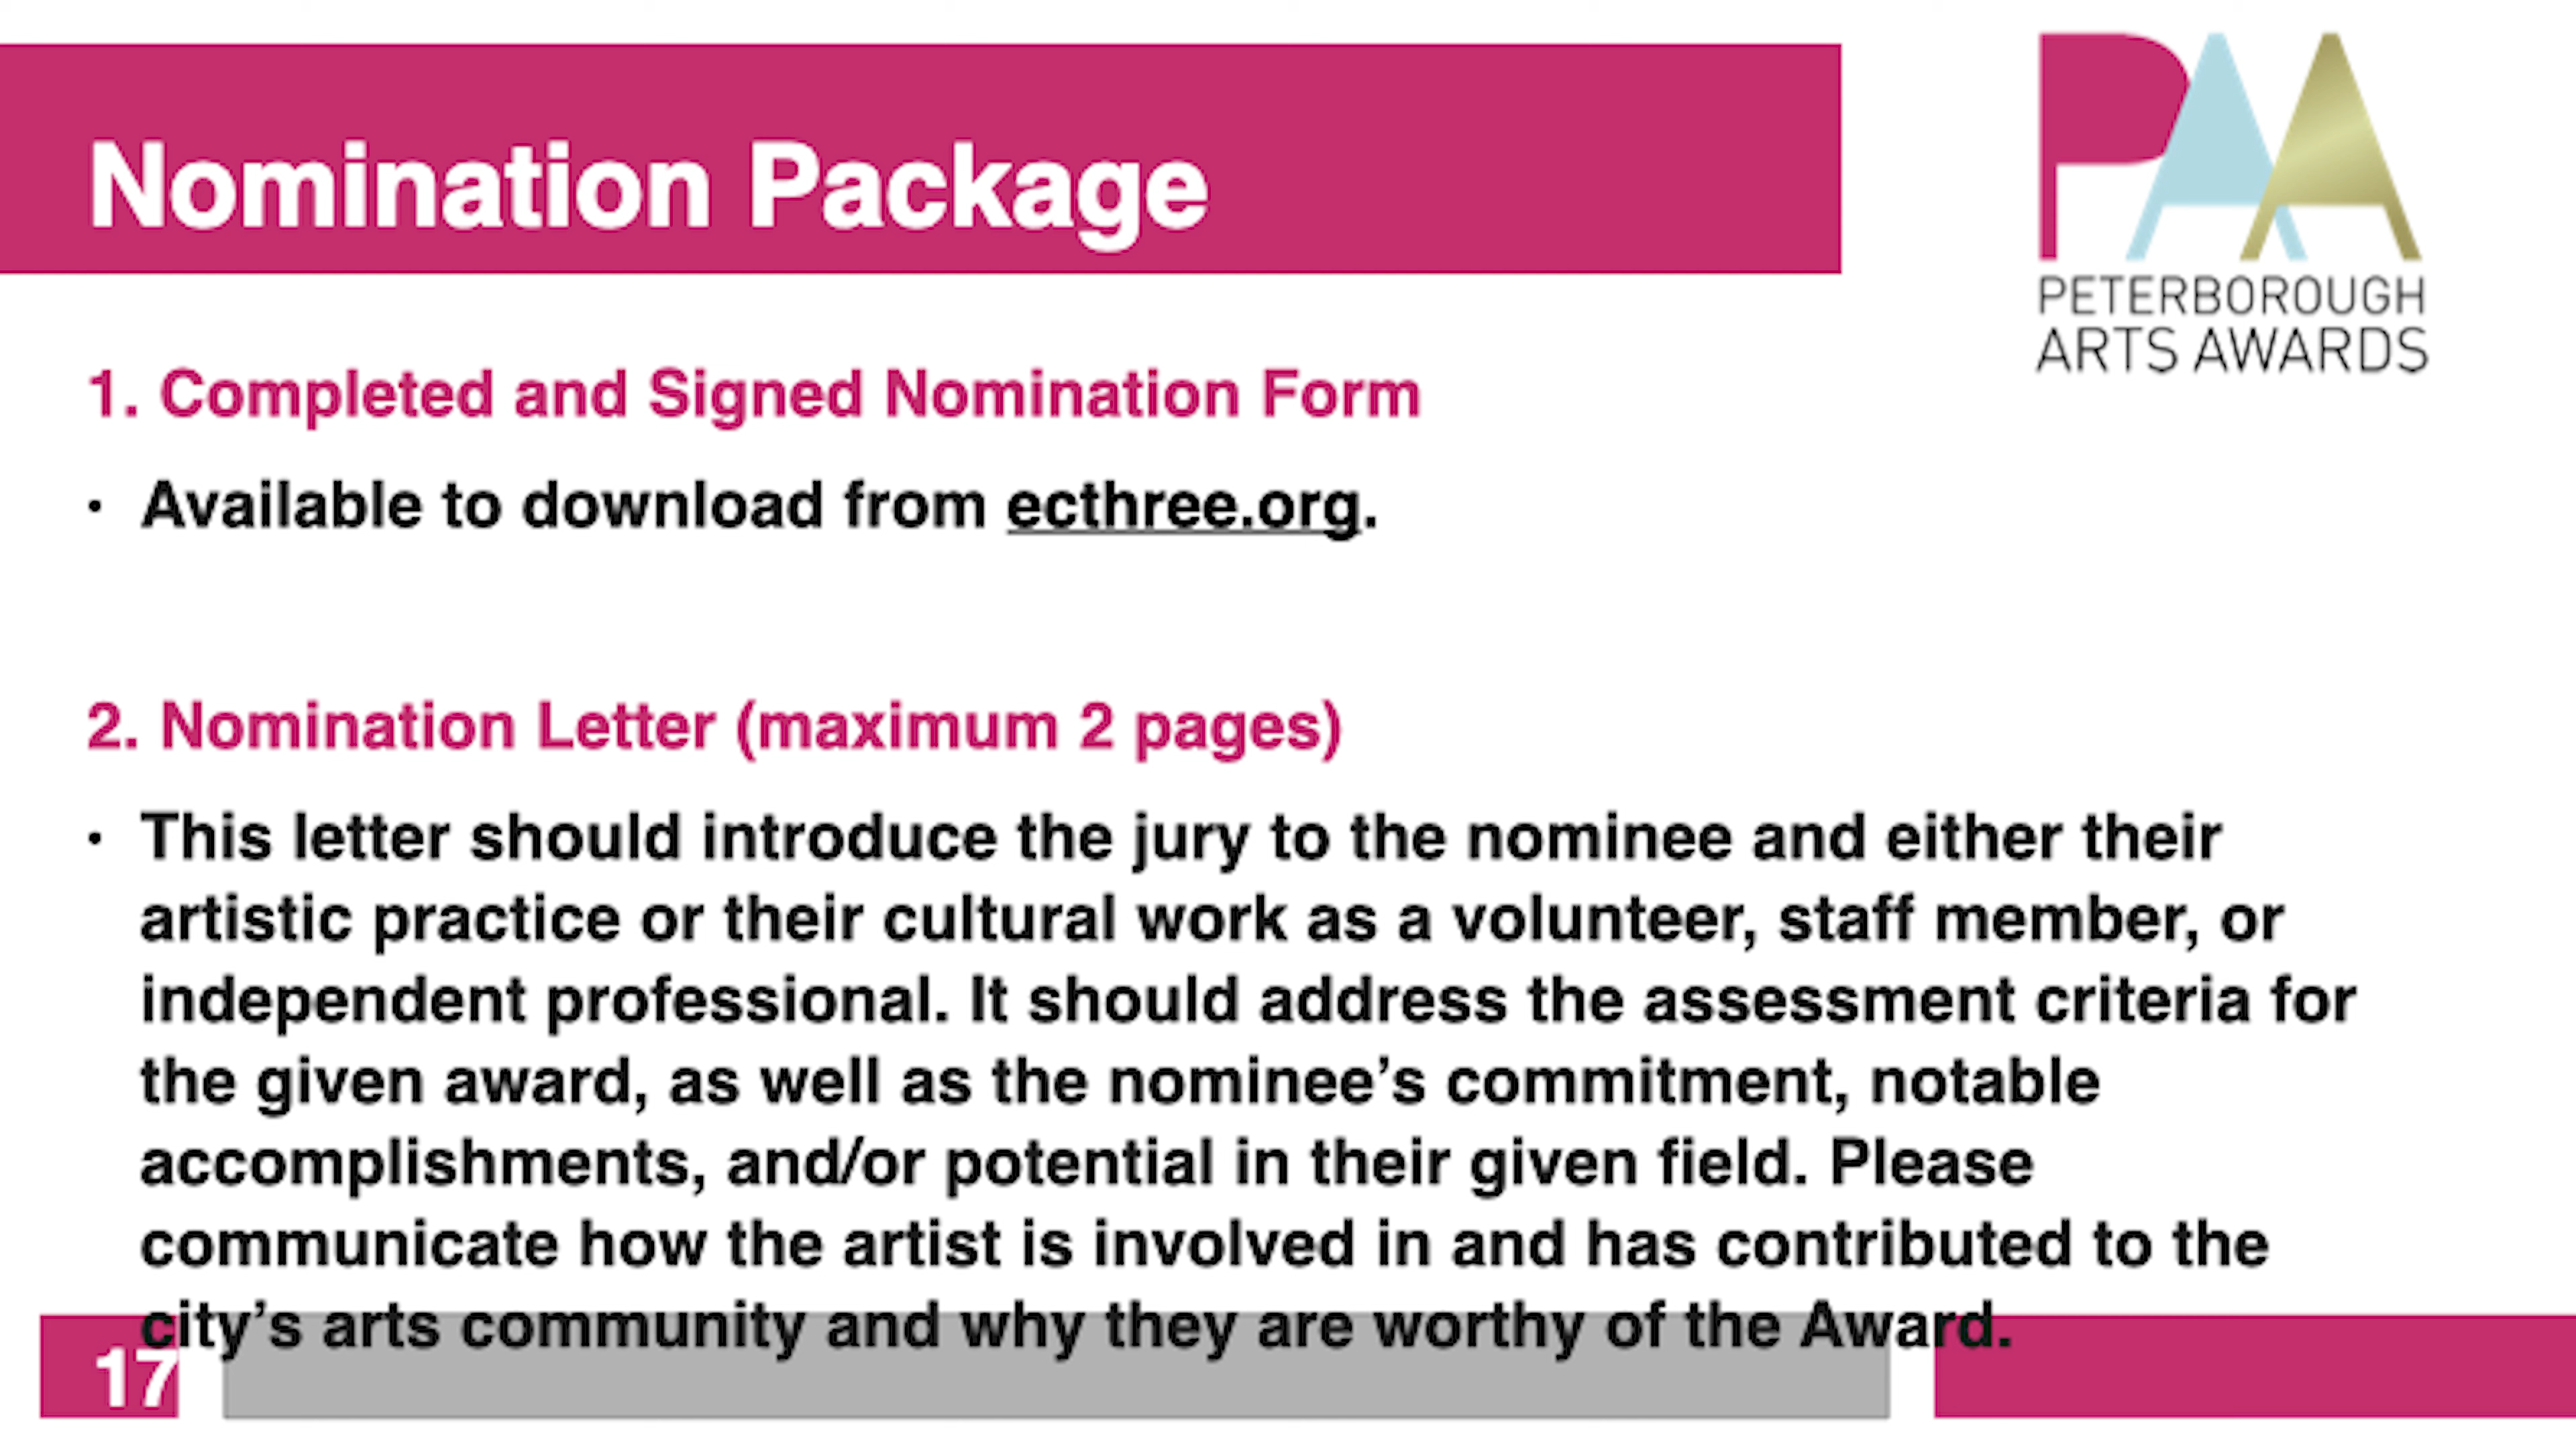 Nomination Package
PAA
PETERBOROUGH
ARTS AWARDS
1. Completed and Signed Nomination Form
· Available to download from ecthree.org.
2. Nomination Letter (maximum 2 pages)
· This letter should introduce the jury to the nominee and either their
artistic practice or their cultural work as a volunteer, staff member, or
independent professional. It should address the assessment criteria for
the given award, as well as the nominee’s commitment, notable
accomplishments, and/or potential in their given field. Please
communicate how the artist is involved in and has contributed to the
city’s arts community and why they are worthy of the Award.
17